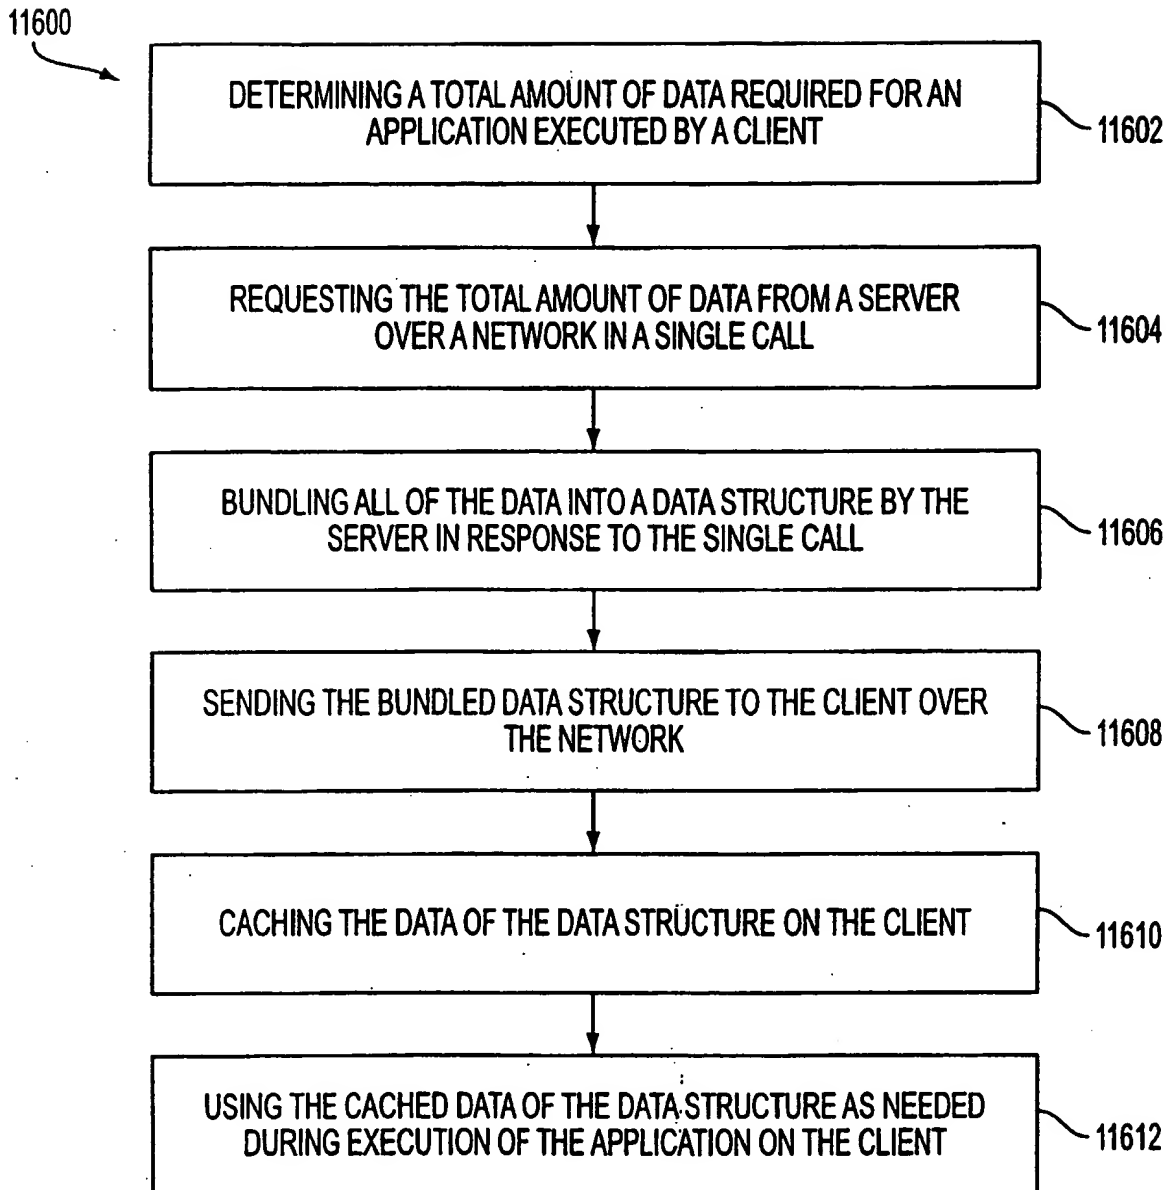 11600
DETERMINING A TOTAL AMOUNT OF DATA REQUIRED FOR AN
APPLICATION EXECUTED BY A CLIENT
11602
REQUESTING THE TOTAL AMOUNT OF DATA FROM A SERVER
OVER A NETWORK IN A SINGLE CALL
11604
BUNDLING ALL OF THE DATA INTO A DATA STRUCTURE BY THE
SERVER IN RESPONSE TO THE SINGLE CALL
11606
SENDING THE BUNDLED DATA STRUCTURE TO THE CLIENT OVER
THE NETWORK
11608
CACHING THE DATA OF THE DATA STRUCTURE ON THE CLIENT
11610
USING THE CACHED DATA OF THE DATA STRUCTURE AS NEEDED
DURING EXECUTION OF THE APPLICATION ON THE CLIENT
11612